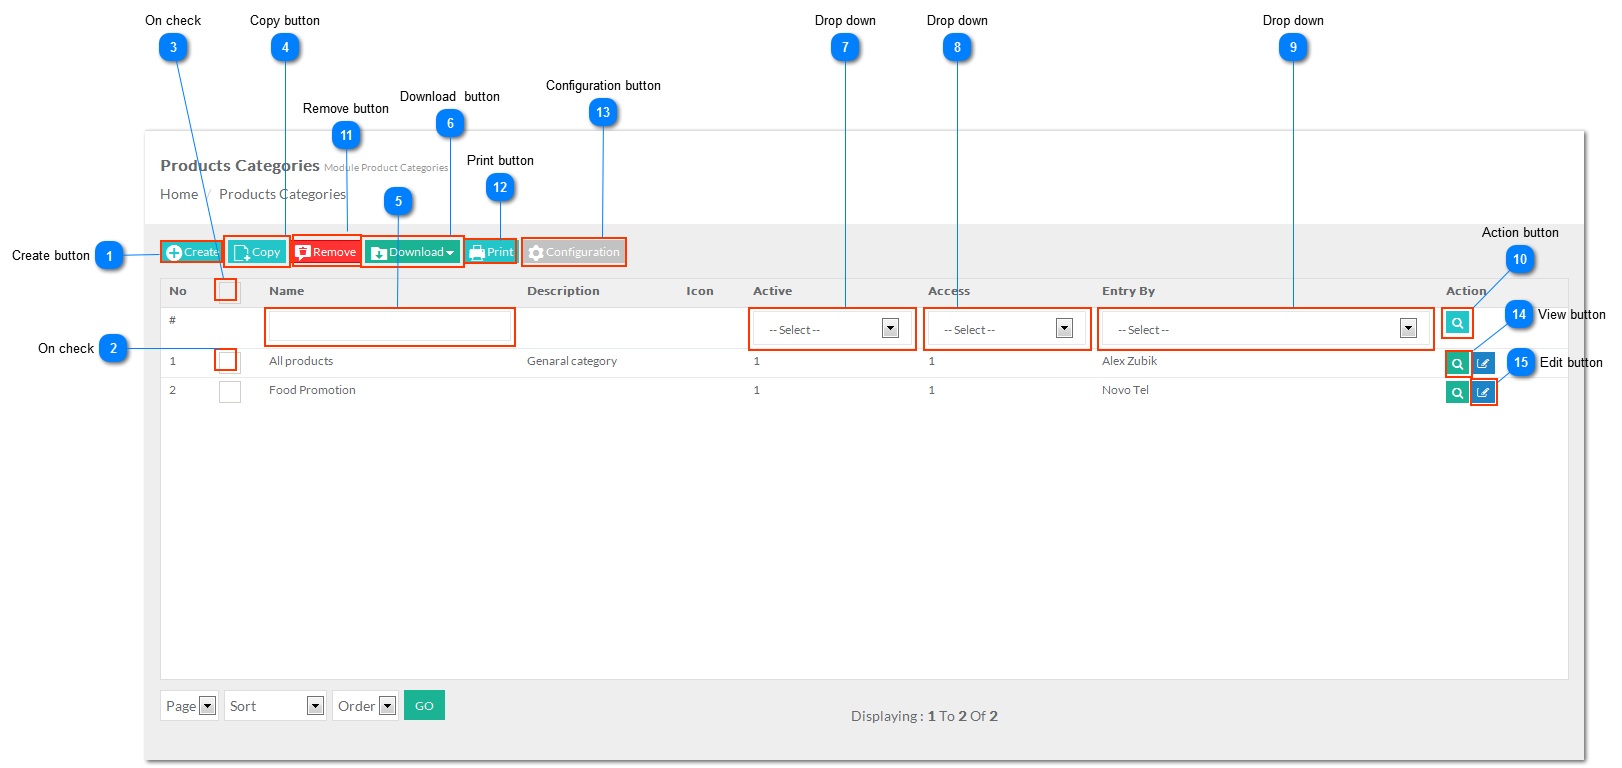 On check
Copy button
Drop down
Drop down
Drop down
3
4
7
8
9
Configuration button
Download  button
Remove button
13
6
11
Print button
Products Categories Module Product Categories
12
Home / Products Categories
5
Action button
Create button 1
Create Copy Remove Download Print Configuration
10
No Name Description Icon Active Access Entry By Action
14 View button
# -- Select -- -- Select -- -- Select --
On check 2
1 All products Genaral category 1 1 Alex Zubik
15 Edit button
2 Food Promotion 1 1 Novo Tel
Page Sort Order GO
Displaying : 1 To 2 Of 2